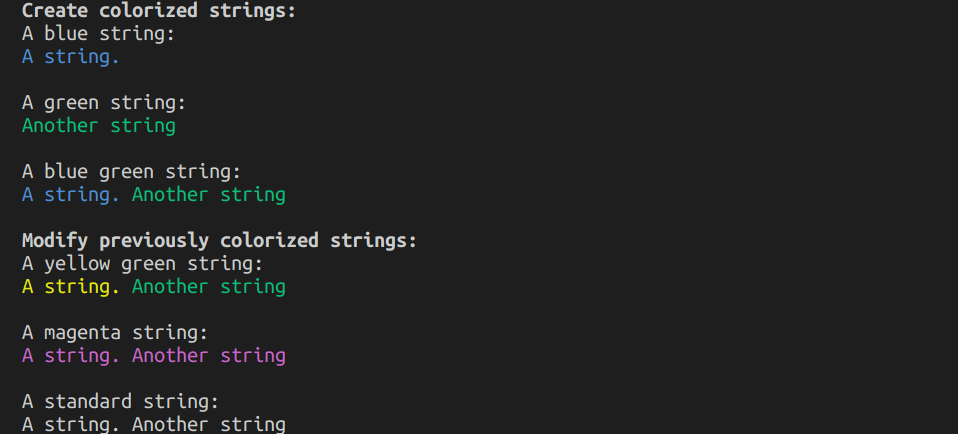 Create colorized strings:
A blue string:
A string.
A green string:
Another string
A blue green string:
A string. Another string
Modify previously colorized strings:
A yellow green string:
A string. Another string
A magenta string:
A string. Another string
A standard string:
A string. Another string